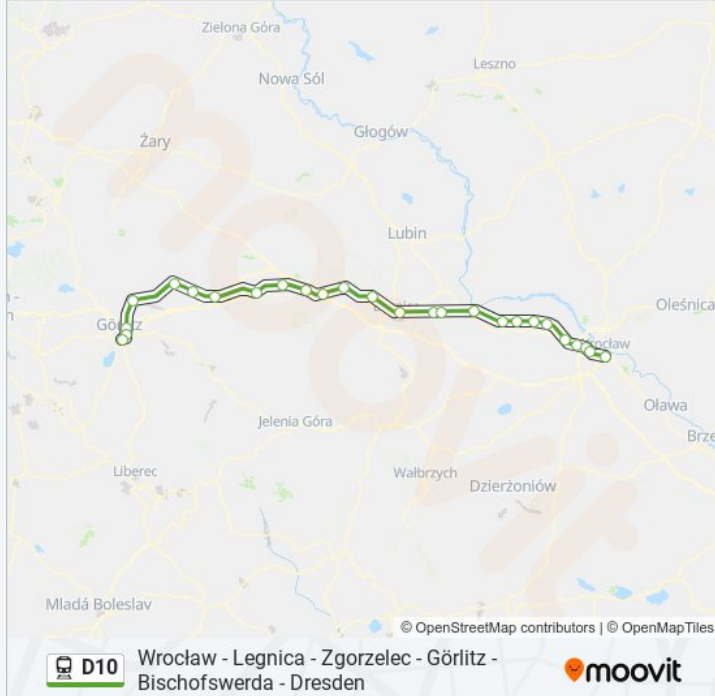 Zielona Góra
Leszno
Nowa Sól
Głogów
Żary
Lubin
Oleśnica
Görlitz
Wrocław
Oława
Jelenia Góra
Liberec
Wałbrzych
Dzierżoniów
Mladá Boleslav
moovit
© OpenStreetMap contributors | © OpenMapTiles
D10
Wrocław - Legnica - Zgorzelec - Görlitz -
Bischofswerda - Dresden
moovit